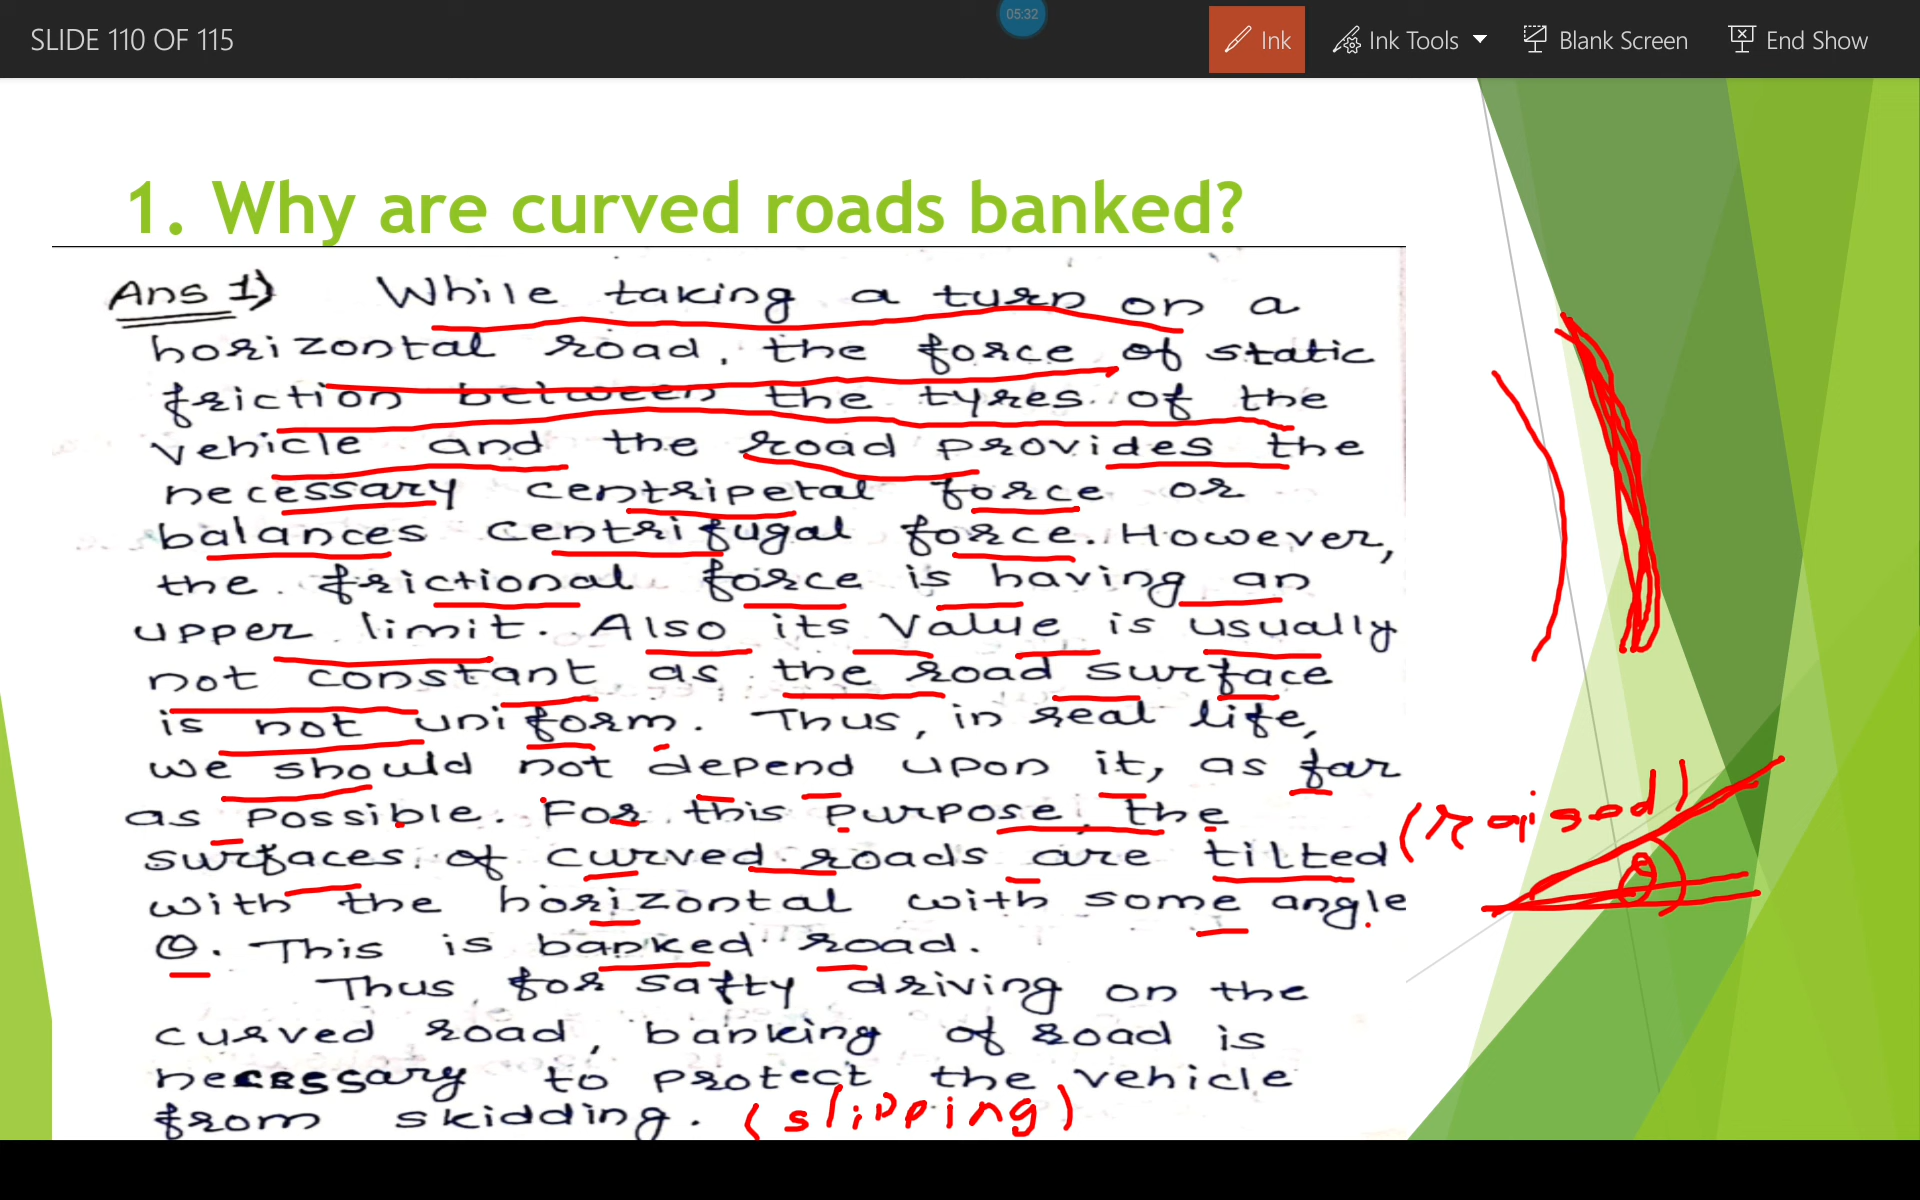 SLIDE 110 OF 115
05:32
Ink
Ink Tools
Blank Screen
End Show
1. Why are curved roads banked?
Ans 1) While taking a turn on a
horizontal road, the force of static
friction between the tyres of the
vehicle and the road provides the
necessary centripetal force or
balances centrifugal force. However,
the frictional force is having an
upper limit. Also its value is usually
not constant as the road surface
is not uniform. Thus, in real life,
we should not depend upon it, as far
as possible. For this purpose, the
surfaces of curved roads are tilted
(raised)
with the horizontal with some angle
θ. This is banked road.
θ
Thus for safty driving on the
curved road, banking of road is
necessary to protect the vehicle
from skidding. (slipping)